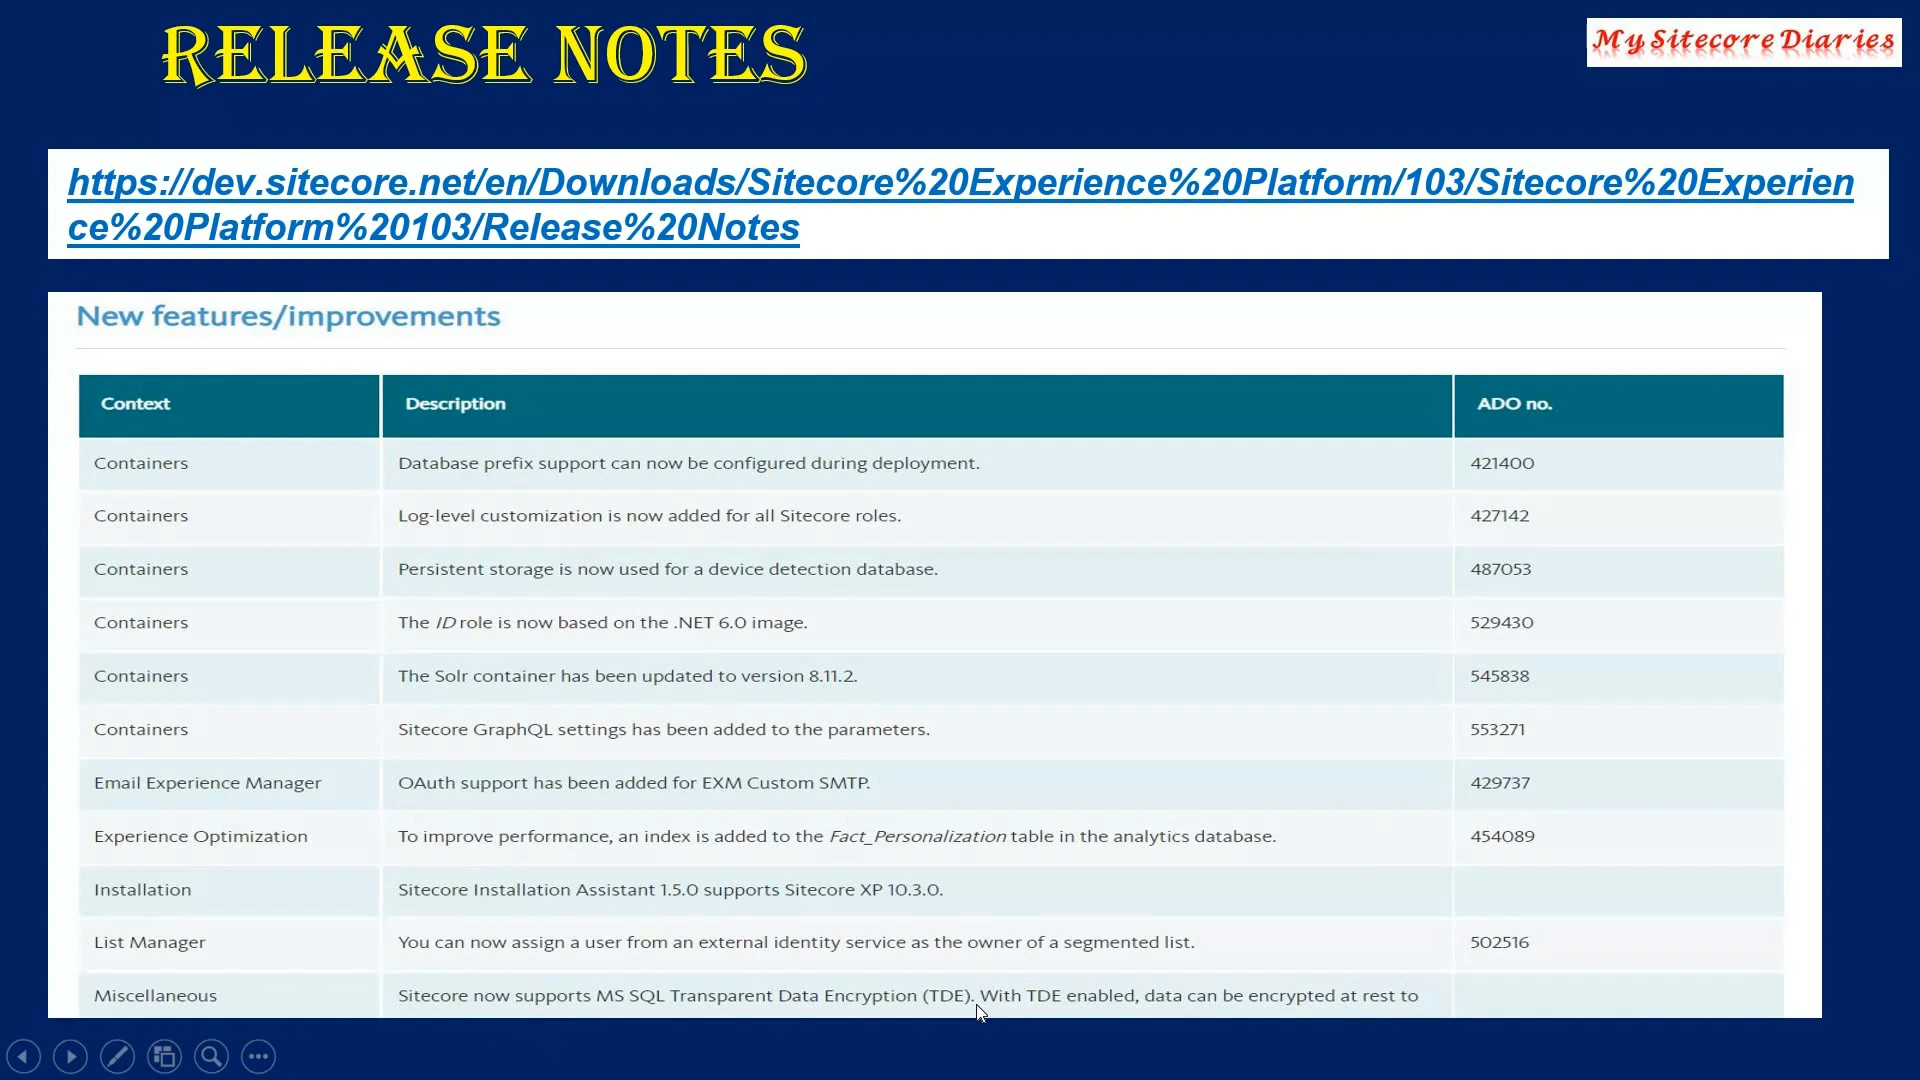 RELEASE NOTES
My Sitecore Diaries
https://dev.sitecore.net/en/Downloads/Sitecore%20Experience%20Platform/103/Sitecore%20Experien
ce%20Platform%20103/Release%20Notes
New features/improvements
Context Description ADO no.
Containers Database prefix support can now be configured during deployment. 421400
Containers Log-level customization is now added for all Sitecore roles. 427142
Containers Persistent storage is now used for a device detection database. 487053
Containers The ID role is now based on the .NET 6.0 image. 529430
Containers The Solr container has been updated to version 8.11.2. 545838
Containers Sitecore GraphQL settings has been added to the parameters. 553271
Email Experience Manager OAuth support has been added for EXM Custom SMTP. 429737
Experience Optimization To improve performance, an index is added to the Fact_Personalization table in the analytics database. 454089
Installation Sitecore Installation Assistant 1.5.0 supports Sitecore XP 10.3.0.
List Manager You can now assign a user from an external identity service as the owner of a segmented list. 502516
Miscellaneous Sitecore now supports MS SQL Transparent Data Encryption (TDE). With TDE enabled, data can be encrypted at rest to